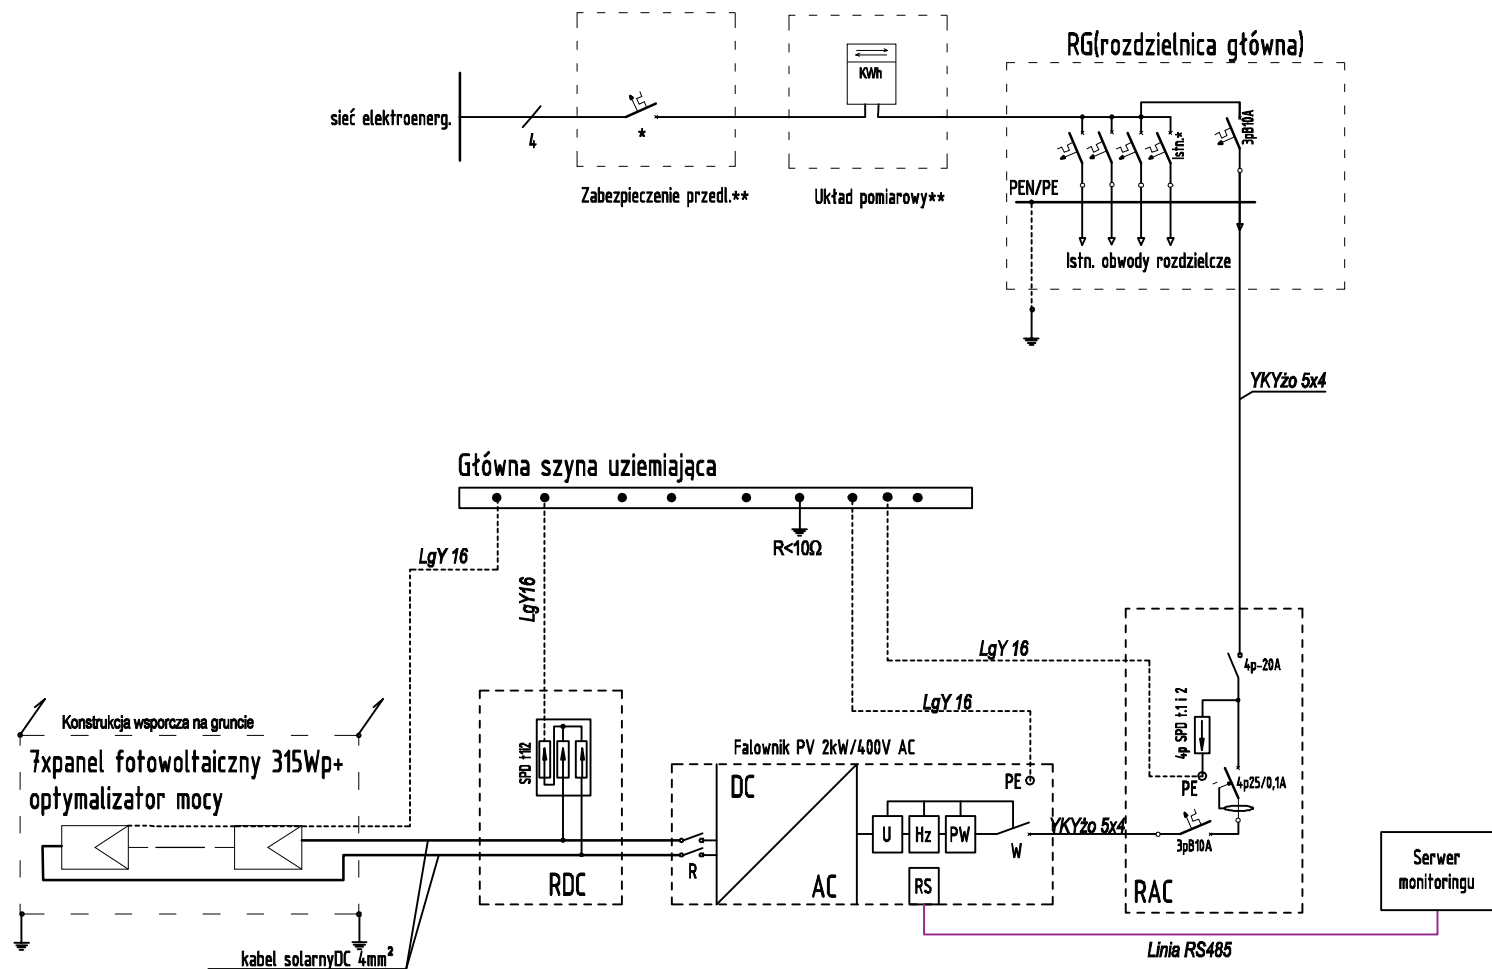 RG(rozdzielnica główna)
KWh
sieć elektroenerg.
4
*
Istn.*
3pB10A
Zabezpieczenie przedl.**
Układ pomiarowy**
PEN/PE
Istn. obwody rozdzielcze
YKYżo 5x4
Główna szyna uziemiająca
R<10Ω
LgY 16
LgY16
LgY 16
LgY 16
4p-20A
4p SPD t.1 i 2
PE
4p25/0,1A
3pB10A
RAC
Konstrukcja wsporcza na gruncie
7xpanel fotowoltaiczny 315Wp+
optymalizator mocy
SPD t1i2
RDC
Falownik PV 2kW/400V AC
DC
AC
R
PE
U
Hz
PW
W
RS
YKYżo 5x4
Serwer
monitoringu
Linia RS485
kabel solarnyDC 4mm²